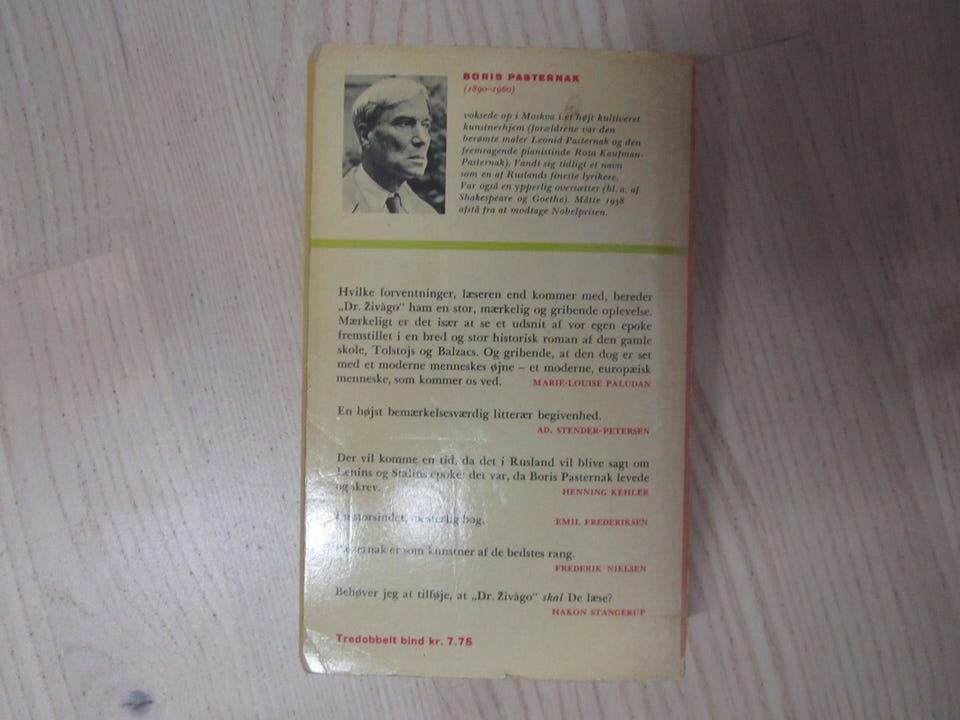 BORIS PASTERNAK
(1890-1960)
voksede op i Moskva i et højt kultiveret
kunstnerhjem (forældrene var den
berømte maler Leonid Pasternak og den
fremragende pianistinde Rosa Kaufman-
Pasternak). Vandt sig tidligt et navn
som en af Ruslands fineste lyrikere.
Var også en ypperlig oversætter (bl. a. af
Shakespeare og Goethe). Måtte 1958
afstå fra at modtage Nobelprisen.
Hvilke forventninger, læseren end kommer med, bereder
„Dr. Živàgo" ham en stor, mærkelig og gribende oplevelse.
Mærkeligt er det især at se et udsnit af vor egen epoke
fremstillet i en bred og stor historisk roman af den gamle
skole, Tolstojs og Balzacs. Og gribende, at den dog er set
med et moderne menneskes øjne – et moderne, europæisk
menneske, som kommer os ved. MARIE-LOUISE PALUDAN
En højst bemærkelsesværdig litterær begivenhed.
AD. STENDER-PETERSEN
Der vil komme en tid, da det i Rusland vil blive sagt om
Lenins og Stalins epoke: det var, da Boris Pasternak levede
og skrev. HENNING KEHLER
En storsindet, mesterlig bog. EMIL FREDERIKSEN
Pasternak er som kunstner af de bedstes rang.
FREDERIK NIELSEN
Behøver jeg at tilføje, at „Dr. Živàgo" skal De læse?
HAKON STANGERUP
Tredobbelt bind kr. 7.75